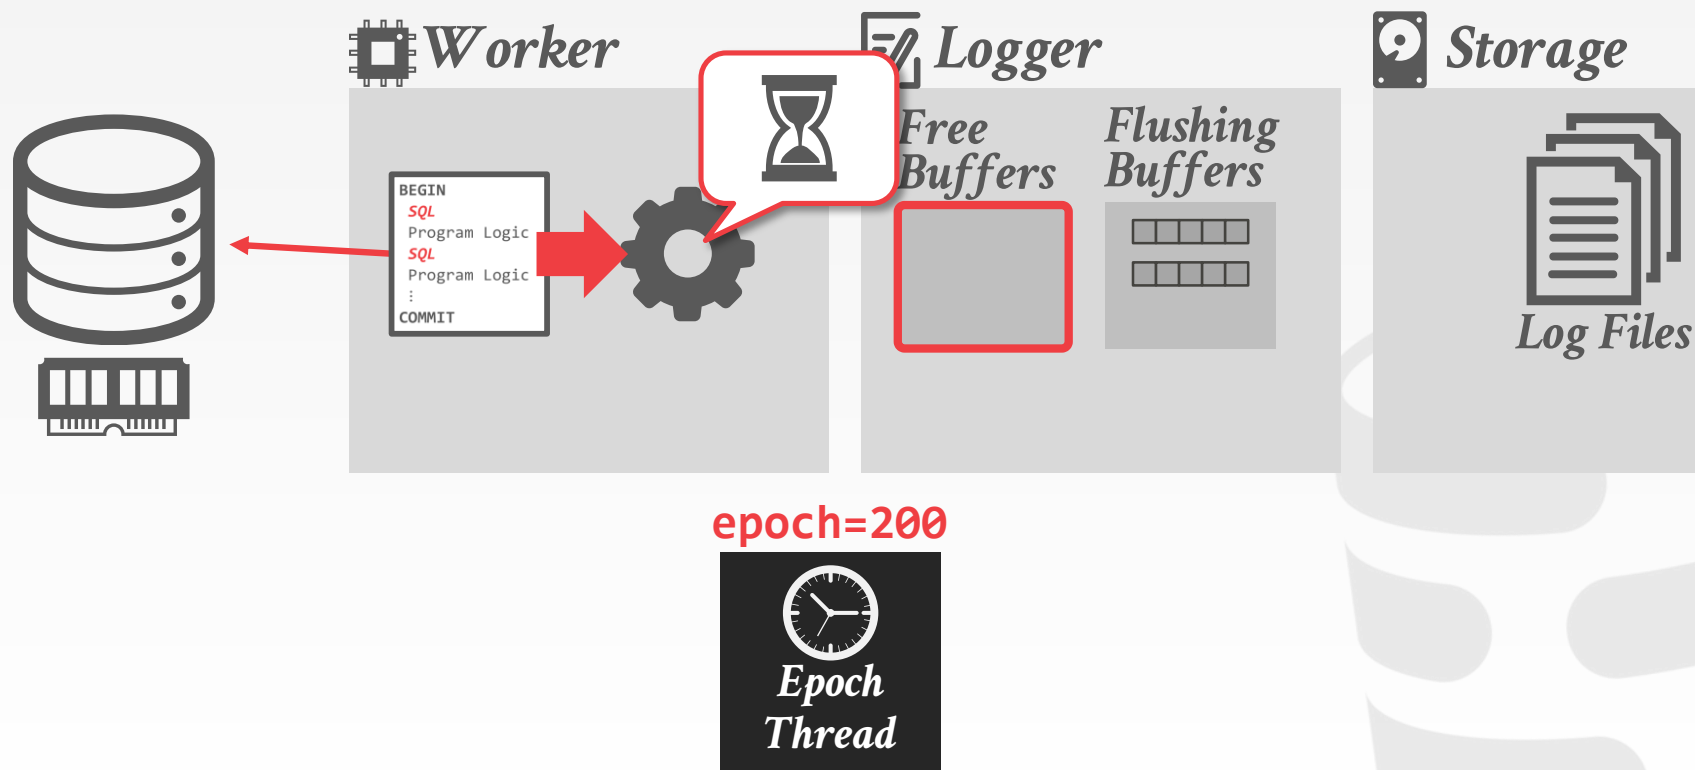 Worker
Logger
Storage
Free
Buffers
Flushing
Buffers
BEGIN
SQL
Program Logic
SQL
Program Logic
⋮
COMMIT
Log Files
epoch=200
Epoch
Thread